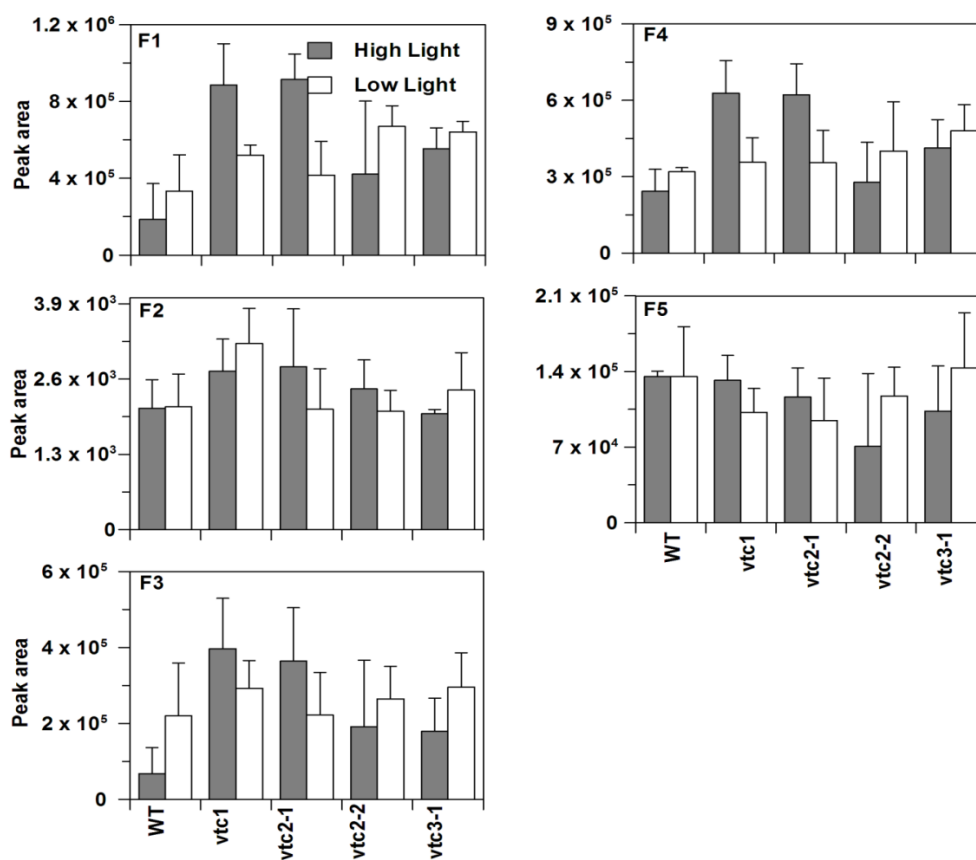 F1
High Light
Low Light
Peak area
1.2 x 10⁶
8 x 10⁵
4 x 10⁵
0
F2
Peak area
3.9 x 10³
2.6 x 10³
1.3 x 10³
0
F3
Peak area
6 x 10⁵
4 x 10⁵
2 x 10⁵
0
WT
vtc1
vtc2-1
vtc2-2
vtc3-1
F4
9 x 10⁵
6 x 10⁵
3 x 10⁵
0
F5
2.1 x 10⁵
1.4 x 10⁵
7 x 10⁴
0
WT
vtc1
vtc2-1
vtc2-2
vtc3-1